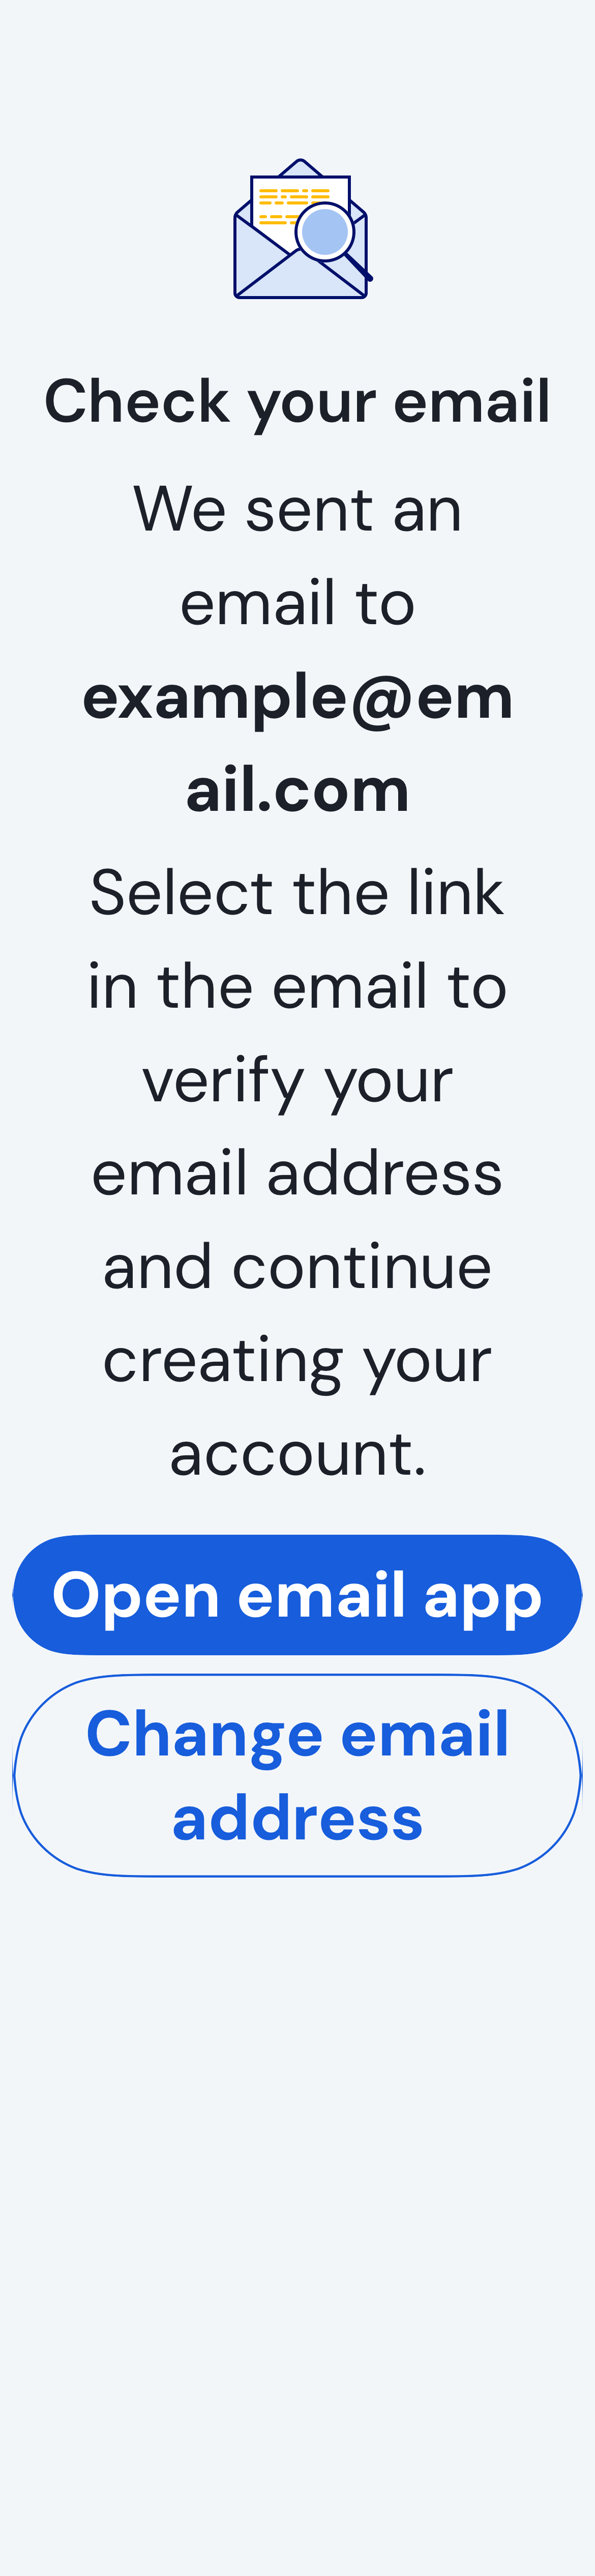 Check your email
We sent an
email to
example@em
ail.com
Select the link
in the email to
verify your
email address
and continue
creating your
account.
Open email app
Change email
address